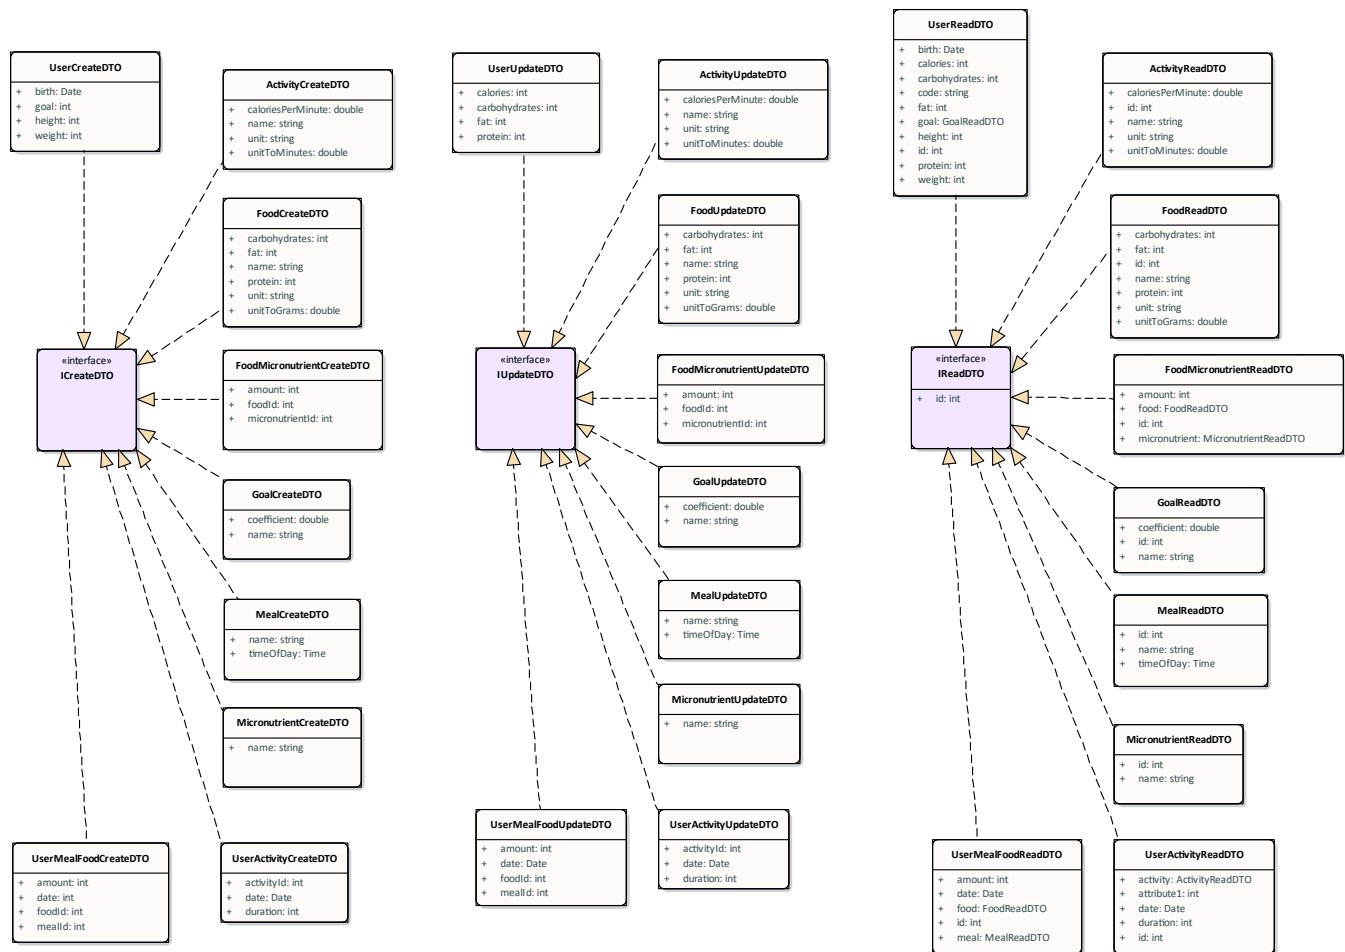 UserCreateDTO
+ birth: Date
+ goal: int
+ height: int
+ weight: int
ActivityCreateDTO
+ caloriesPerMinute: double
+ name: string
+ unit: string
+ unitToMinutes: double
FoodCreateDTO
+ carbohydrates: int
+ fat: int
+ name: string
+ protein: int
+ unit: string
+ unitToGrams: double
«interface»
ICreateDTO
FoodMicronutrientCreateDTO
+ amount: int
+ foodId: int
+ micronutrientId: int
GoalCreateDTO
+ coefficient: double
+ name: string
MealCreateDTO
+ name: string
+ timeOfDay: Time
MicronutrientCreateDTO
+ name: string
UserMealFoodCreateDTO
+ amount: int
+ date: int
+ foodId: int
+ mealId: int
UserActivityCreateDTO
+ activityId: int
+ date: Date
+ duration: int
UserUpdateDTO
+ calories: int
+ carbohydrates: int
+ fat: int
+ protein: int
ActivityUpdateDTO
+ caloriesPerMinute: double
+ name: string
+ unit: string
+ unitToMinutes: double
FoodUpdateDTO
+ carbohydrates: int
+ fat: int
+ name: string
+ protein: int
+ unit: string
+ unitToGrams: double
«interface»
IUpdateDTO
FoodMicronutrientUpdateDTO
+ amount: int
+ foodId: int
+ micronutrientId: int
GoalUpdateDTO
+ coefficient: double
+ name: string
MealUpdateDTO
+ name: string
+ timeOfDay: Time
MicronutrientUpdateDTO
+ name: string
UserMealFoodUpdateDTO
+ amount: int
+ date: Date
+ foodId: int
+ mealId: int
UserActivityUpdateDTO
+ activityId: int
+ date: Date
+ duration: int
UserReadDTO
+ birth: Date
+ calories: int
+ carbohydrates: int
+ code: string
+ fat: int
+ goal: GoalReadDTO
+ height: int
+ id: int
+ protein: int
+ weight: int
ActivityReadDTO
+ caloriesPerMinute: double
+ id: int
+ name: string
+ unit: string
+ unitToMinutes: double
FoodReadDTO
+ carbohydrates: int
+ fat: int
+ id: int
+ name: string
+ protein: int
+ unit: string
+ unitToGrams: double
«interface»
IReadDTO
+ id: int
FoodMicronutrientReadDTO
+ amount: int
+ food: FoodReadDTO
+ id: int
+ micronutrient: MicronutrientReadDTO
GoalReadDTO
+ coefficient: double
+ id: int
+ name: string
MealReadDTO
+ id: int
+ name: string
+ timeOfDay: Time
MicronutrientReadDTO
+ id: int
+ name: string
UserMealFoodReadDTO
+ amount: int
+ date: Date
+ food: FoodReadDTO
+ id: int
+ meal: MealReadDTO
UserActivityReadDTO
+ activity: ActivityReadDTO
+ attribute1: int
+ date: Date
+ duration: int
+ id: int